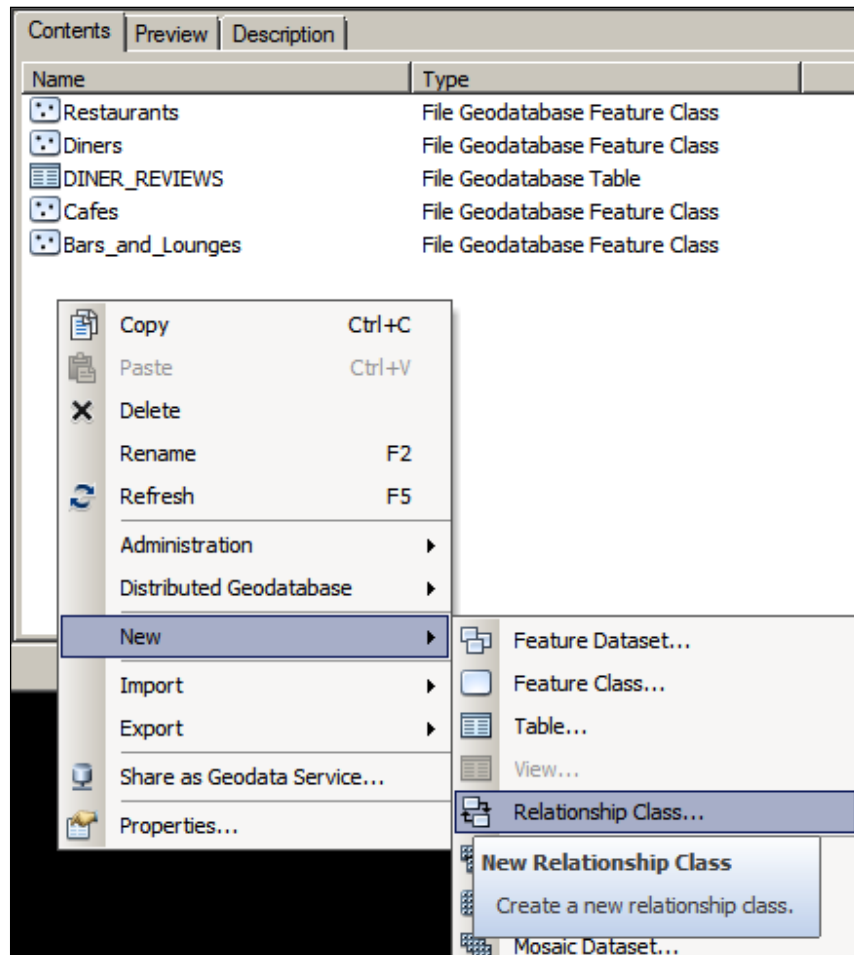 Contents Preview Description
Name Type
Restaurants File Geodatabase Feature Class
Diners File Geodatabase Feature Class
DINER_REVIEWS File Geodatabase Table
Cafes File Geodatabase Feature Class
Bars_and_Lounges File Geodatabase Feature Class
Copy Ctrl+C
Paste Ctrl+V
Delete
Rename F2
Refresh F5
Administration
Distributed Geodatabase
New
Import
Export
Share as Geodata Service...
Properties...
Feature Dataset...
Feature Class...
Table...
View...
Relationship Class...
New Relationship Class
Create a new relationship class.
Mosaic Dataset...